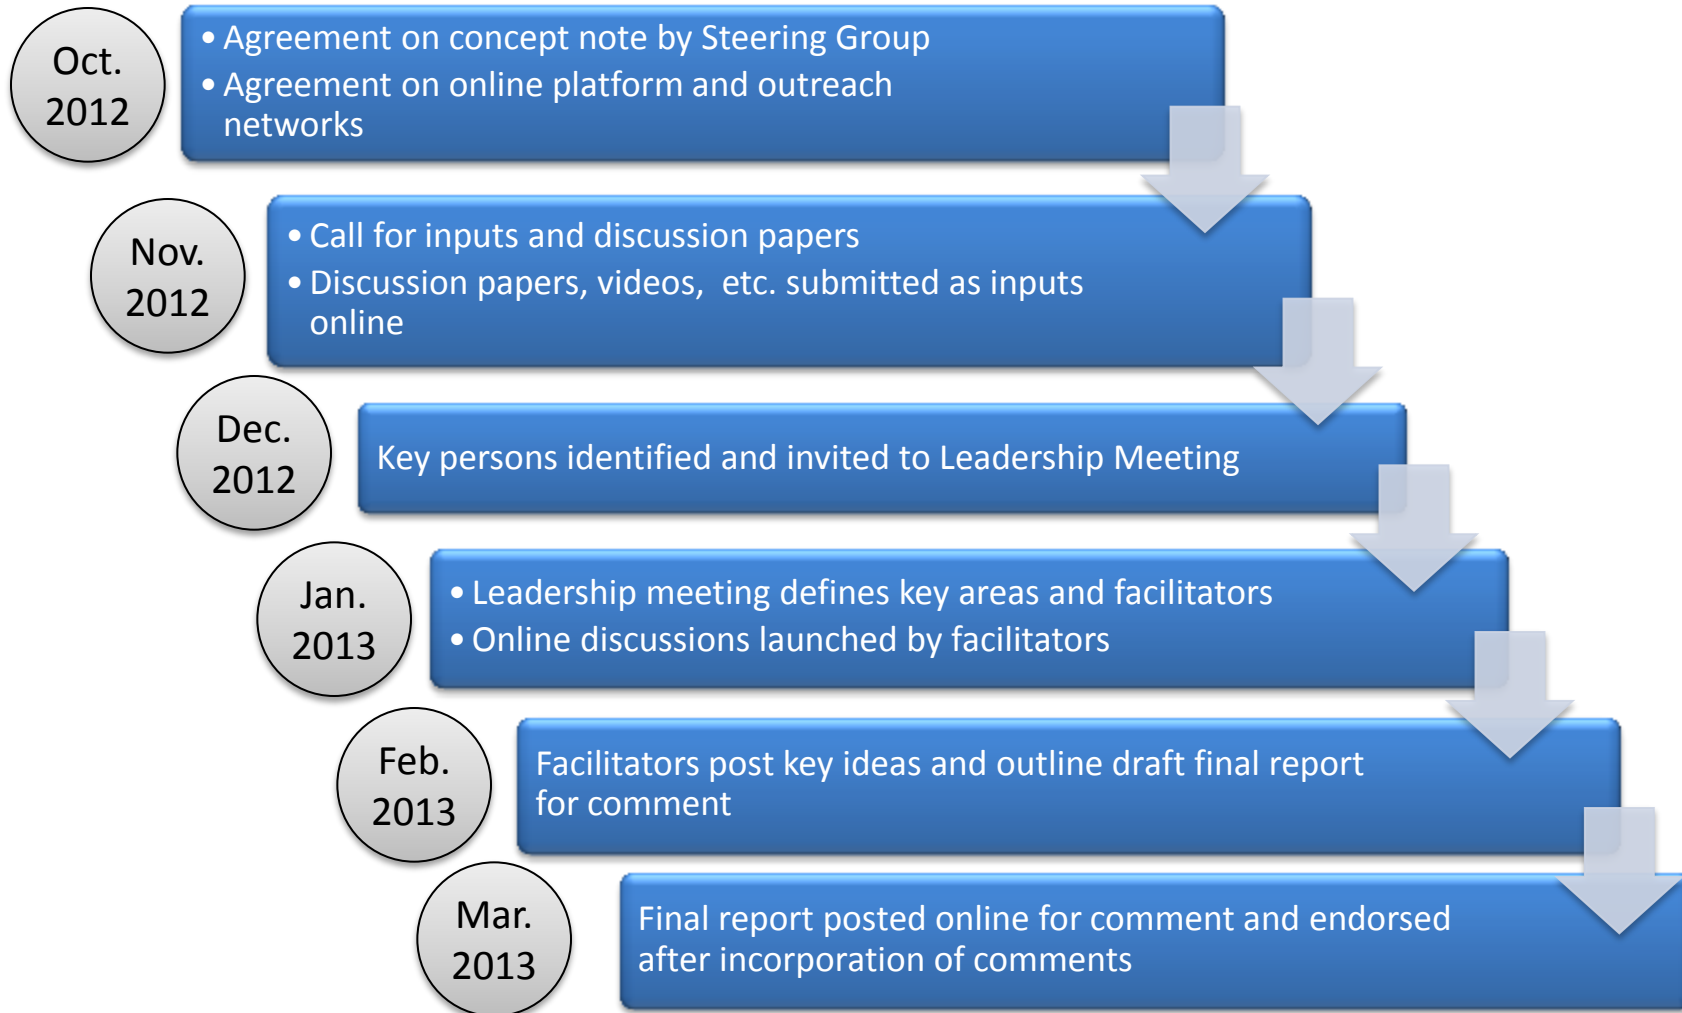 Oct.
2012
• Agreement on concept note by Steering Group
• Agreement on online platform and outreach
networks
Nov.
2012
• Call for inputs and discussion papers
• Discussion papers, videos,  etc. submitted as inputs
online
Dec.
2012
Key persons identified and invited to Leadership Meeting
Jan.
2013
• Leadership meeting defines key areas and facilitators
• Online discussions launched by facilitators
Feb.
2013
Facilitators post key ideas and outline draft final report
for comment
Mar.
2013
Final report posted online for comment and endorsed
after incorporation of comments